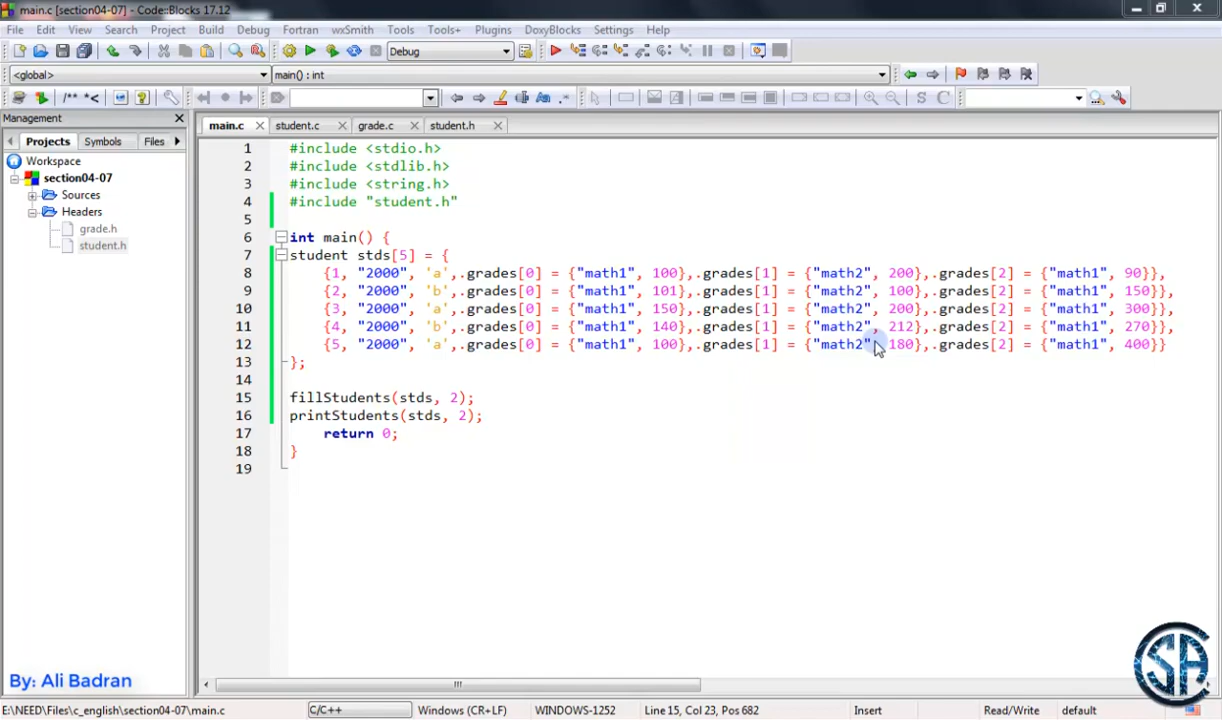 main.c [section04-07] - Code::Blocks 17.12
File Edit View Search Project Build Debug Fortran wxSmith Tools Tools+ Plugins DoxyBlocks Settings Help
Debug
<global> main() : int
/** *<
S C
Management
Projects Symbols Files
main.c student.c grade.c student.h
Workspace
section04-07
Sources
Headers
grade.h
student.h
1 #include <stdio.h>
2 #include <stdlib.h>
3 #include <string.h>
4 #include "student.h"
5
6 int main() {
7 student stds[5] = {
8 {1, "2000", 'a',.grades[0] = {"math1", 100},.grades[1] = {"math2", 200},.grades[2] = {"math1", 90}},
9 {2, "2000", 'b',.grades[0] = {"math1", 101},.grades[1] = {"math2", 100},.grades[2] = {"math1", 150}},
10 {3, "2000", 'a',.grades[0] = {"math1", 150},.grades[1] = {"math2", 200},.grades[2] = {"math1", 300}},
11 {4, "2000", 'b',.grades[0] = {"math1", 140},.grades[1] = {"math2", 212},.grades[2] = {"math1", 270}},
12 {5, "2000", 'a',.grades[0] = {"math1", 100},.grades[1] = {"math2", 180},.grades[2] = {"math1", 400}}
13 };
14
15 fillStudents(stds, 2);
16 printStudents(stds, 2);
17 return 0;
18 }
19
By: Ali Badran
E:\NEED\Files\c_english\section04-07\main.c C/C++ Windows (CR+LF) WINDOWS-1252 Line 15, Col 23, Pos 682 Insert Read/Write default